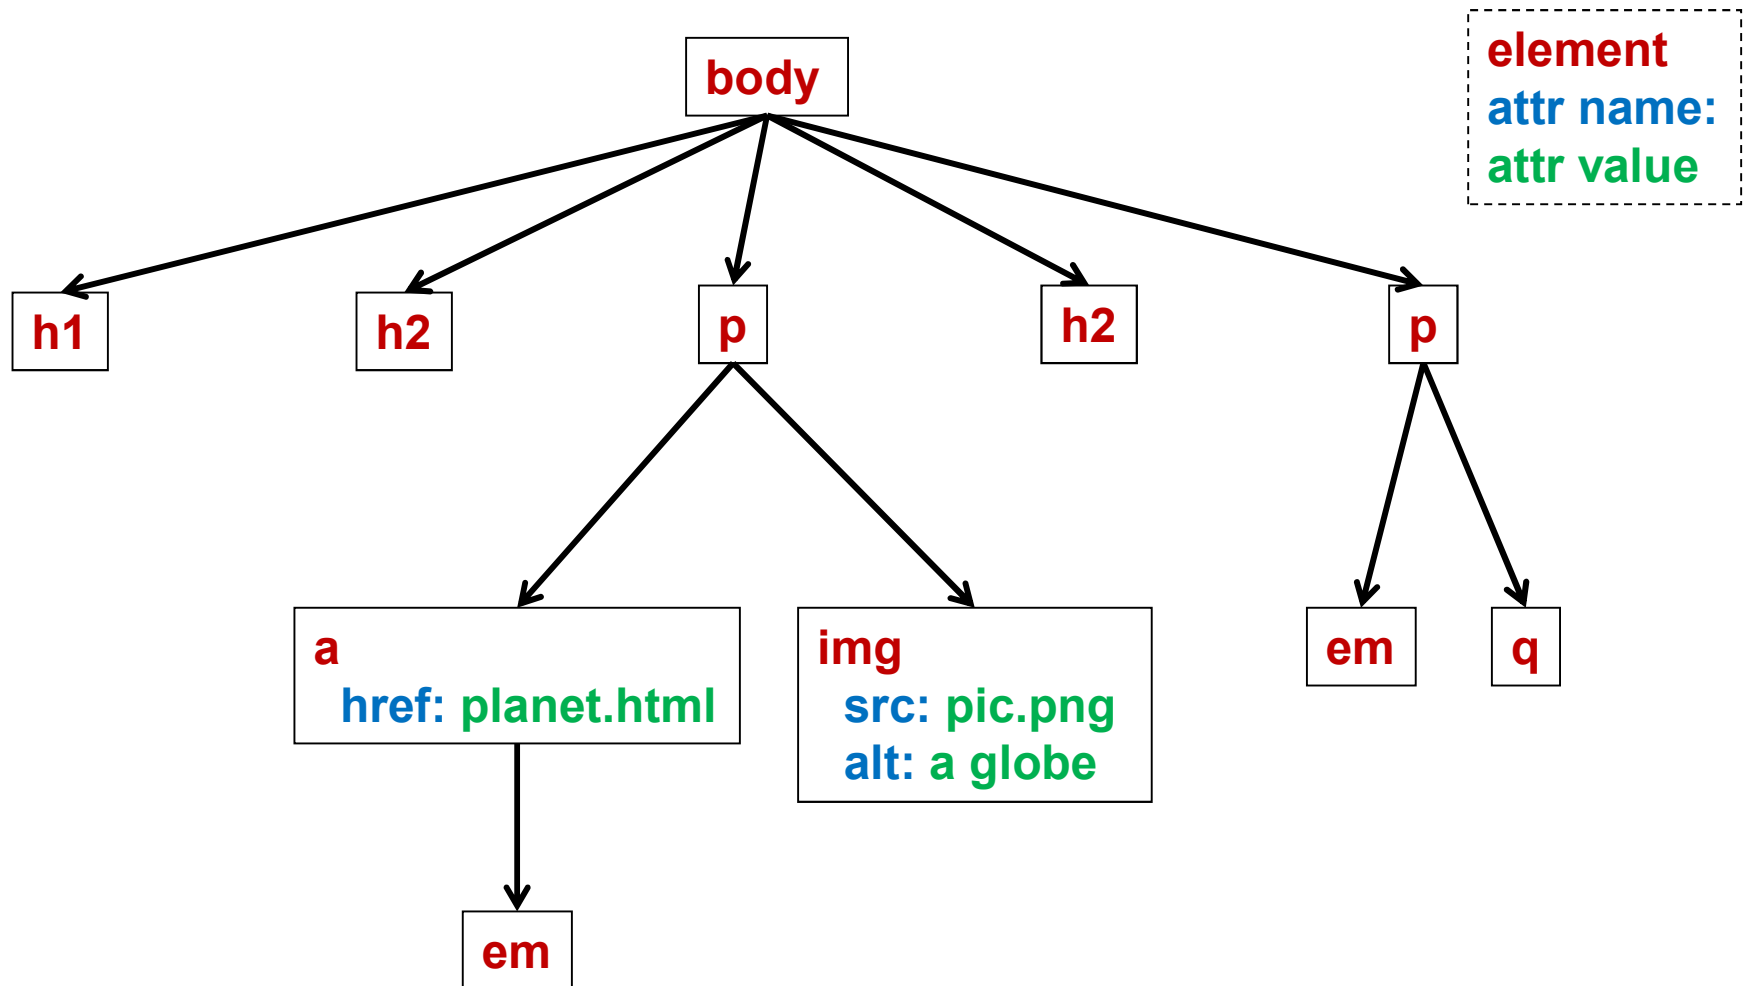 element
attr name:
attr value
body
h1
h2
p
h2
p
a
href: planet.html
img
src: pic.png
alt: a globe
em
q
em